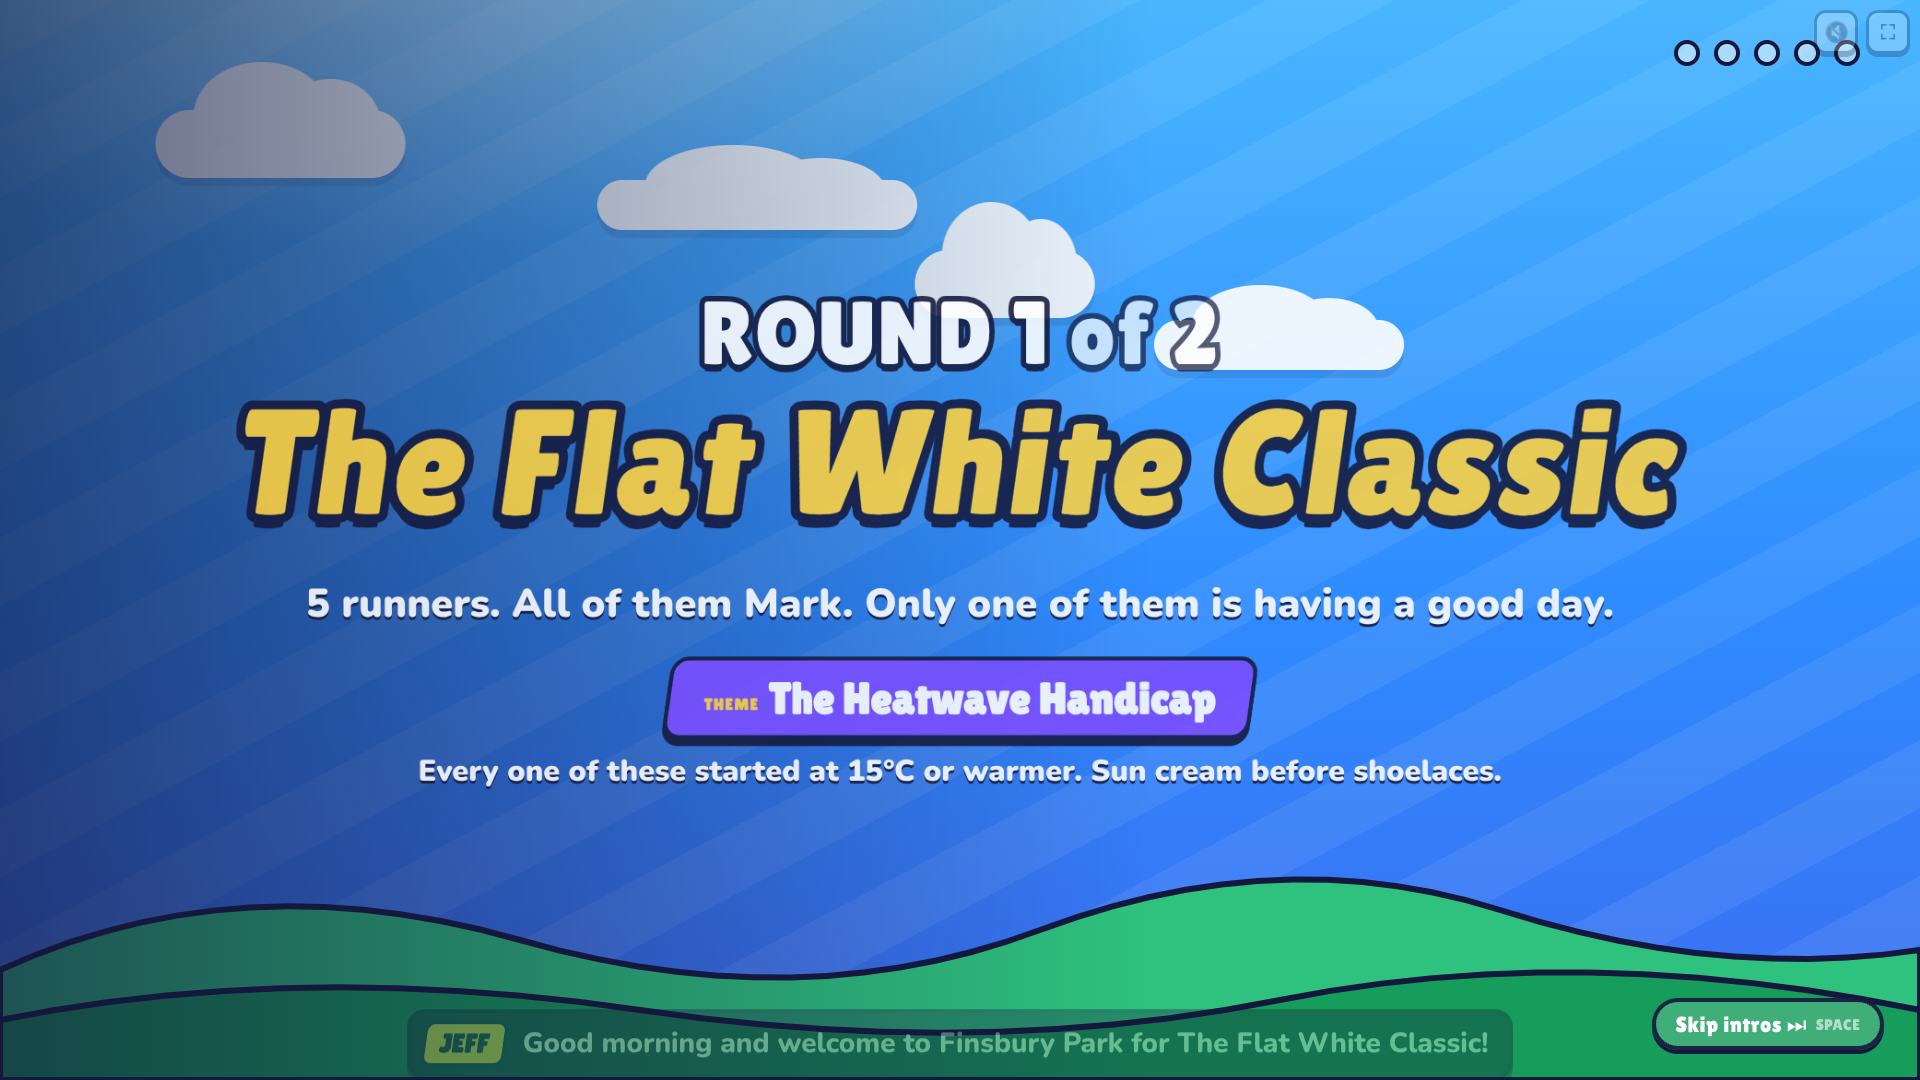 ROUND 1 of 2
The Flat White Classic
5 runners. All of them Mark. Only one of them is having a good day.
THEME The Heatwave Handicap
Every one of these started at 15°C or warmer. Sun cream before shoelaces.
Skip intros SPACE
JEFF Good morning and welcome to Finsbury Park for The Flat White Classic!